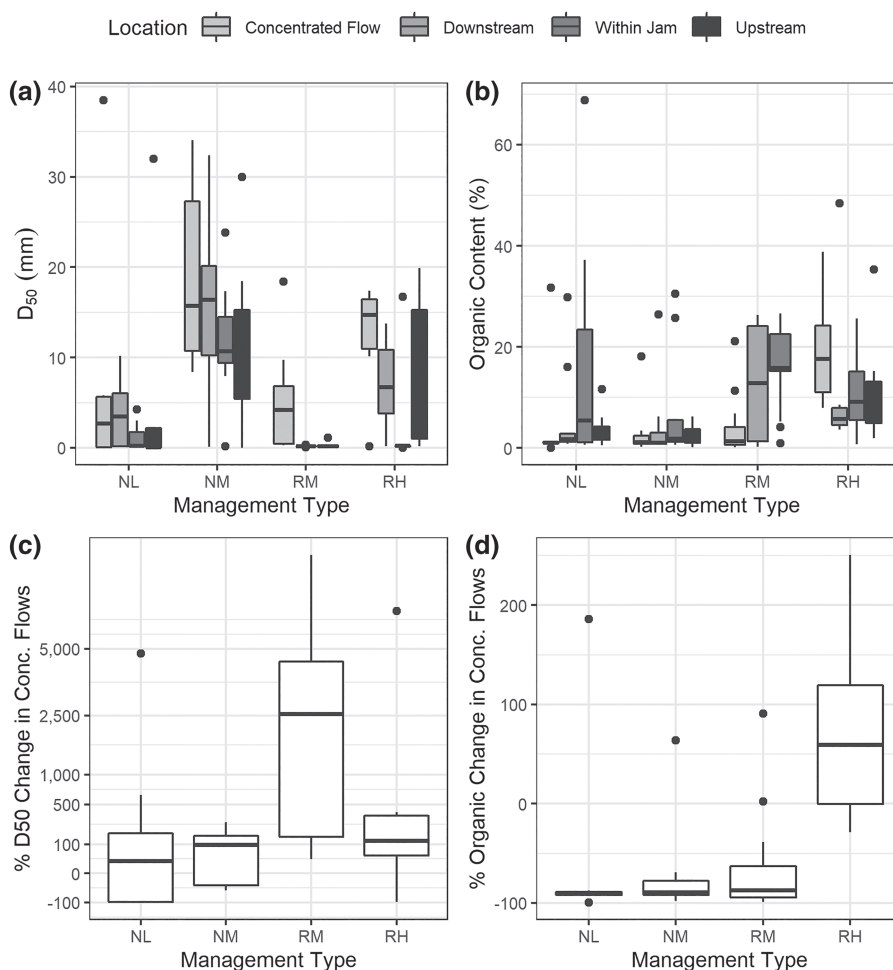 Location Concentrated Flow Downstream Within Jam Upstream
(a)
40
30
20
10
0
D50 (mm)
NL NM RM RH
Management Type
(b)
60
40
20
0
Organic Content (%)
NL NM RM RH
Management Type
(c)
5,000
2,500
1,000
500
100
0
-100
% D50 Change in Conc. Flows
NL NM RM RH
Management Type
(d)
200
100
0
-100
% Organic Change in Conc. Flows
NL NM RM RH
Management Type